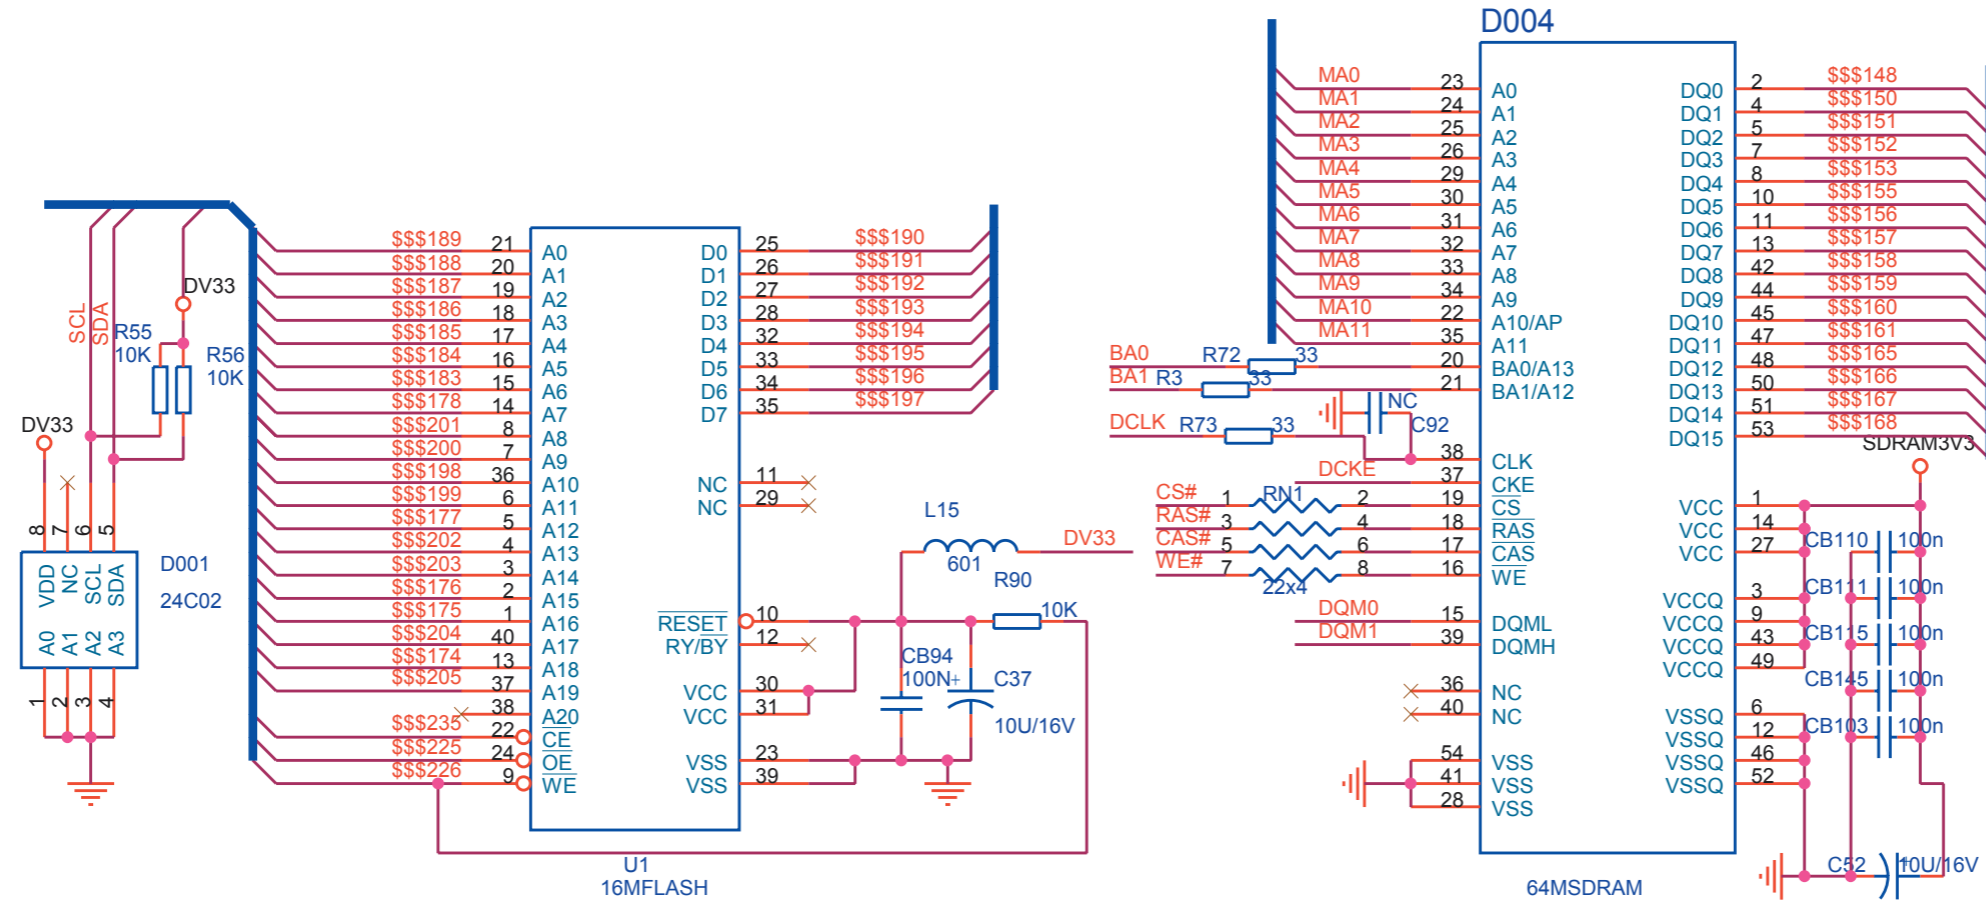 D004
SCL
SDA
DV33
R55
10K
R56
10K
DV33
8
7
6
5
VDD
NC
SCL
SDA
A0
A1
A2
A3
1
2
3
4
D001
24C02
$$$189 21 A0
$$$188 20 A1
$$$187 19 A2
$$$186 18 A3
$$$185 17 A4
$$$184 16 A5
$$$183 15 A6
$$$178 14 A7
$$$201 8 A8
$$$200 7 A9
$$$198 36 A10
$$$199 6 A11
$$$177 5 A12
$$$202 4 A13
$$$203 3 A14
$$$176 2 A15
$$$175 1 A16
$$$204 40 A17
$$$174 13 A18
$$$205 37 A19
38 A20
$$$235 22 CE
$$$225 24 OE
$$$226 9 WE
D0 25 $$$190
D1 26 $$$191
D2 27 $$$192
D3 28 $$$193
D4 32 $$$194
D5 33 $$$195
D6 34 $$$196
D7 35 $$$197
NC 11
NC 29
RESET 10
RY/BY 12
VCC 30
VCC 31
VSS 23
VSS 39
U1
16MFLASH
L15
601
DV33
R90
10K
CB94
100N
+
C37
10U/16V
MA0 23 A0
MA1 24 A1
MA2 25 A2
MA3 26 A3
MA4 29 A4
MA5 30 A5
MA6 31 A6
MA7 32 A7
MA8 33 A8
MA9 34 A9
MA10 22 A10/AP
MA11 35 A11
BA0 R72 33 20 BA0/A13
BA1 R3 33 21 BA1/A12
NC
C92
DCLK R73 33 38 CLK
DCKE 37 CKE
CS# 1 RN1 2 19 CS
RAS# 3 4 18 RAS
CAS# 5 6 17 CAS
WE# 7 22x4 8 16 WE
DQM0 15 DQML
DQM1 39 DQMH
36 NC
40 NC
54 VSS
41 VSS
28 VSS
DQ0 2 $$$148
DQ1 4 $$$150
DQ2 5 $$$151
DQ3 7 $$$152
DQ4 8 $$$153
DQ5 10 $$$155
DQ6 11 $$$156
DQ7 13 $$$157
DQ8 42 $$$158
DQ9 44 $$$159
DQ10 45 $$$160
DQ11 47 $$$161
DQ12 48 $$$165
DQ13 50 $$$166
DQ14 51 $$$167
DQ15 53 $$$168
SDRAM3V3
VCC 1
VCC 14
VCC 27
VCCQ 3
VCCQ 9
VCCQ 43
VCCQ 49
VSSQ 6
VSSQ 12
VSSQ 46
VSSQ 52
CB110 100n
CB111 100n
CB115 100n
CB145 100n
CB103 100n
C52 10U/16V
64MSDRAM